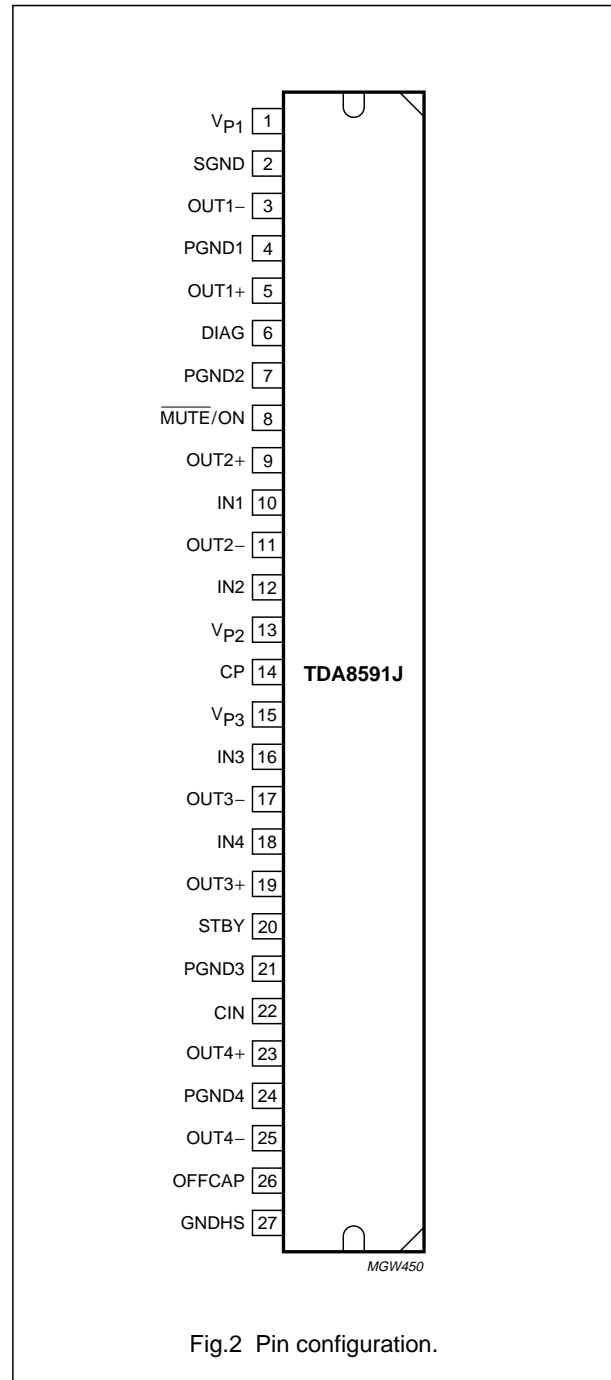 VP1 1
SGND 2
OUT1− 3
PGND1 4
OUT1+ 5
DIAG 6
PGND2 7
MUTE/ON 8
OUT2+ 9
IN1 10
OUT2− 11
IN2 12
VP2 13
CP 14
TDA8591J
VP3 15
IN3 16
OUT3− 17
IN4 18
OUT3+ 19
STBY 20
PGND3 21
CIN 22
OUT4+ 23
PGND4 24
OUT4− 25
OFFCAP 26
GNDHS 27
MGW450
Fig.2 Pin configuration.